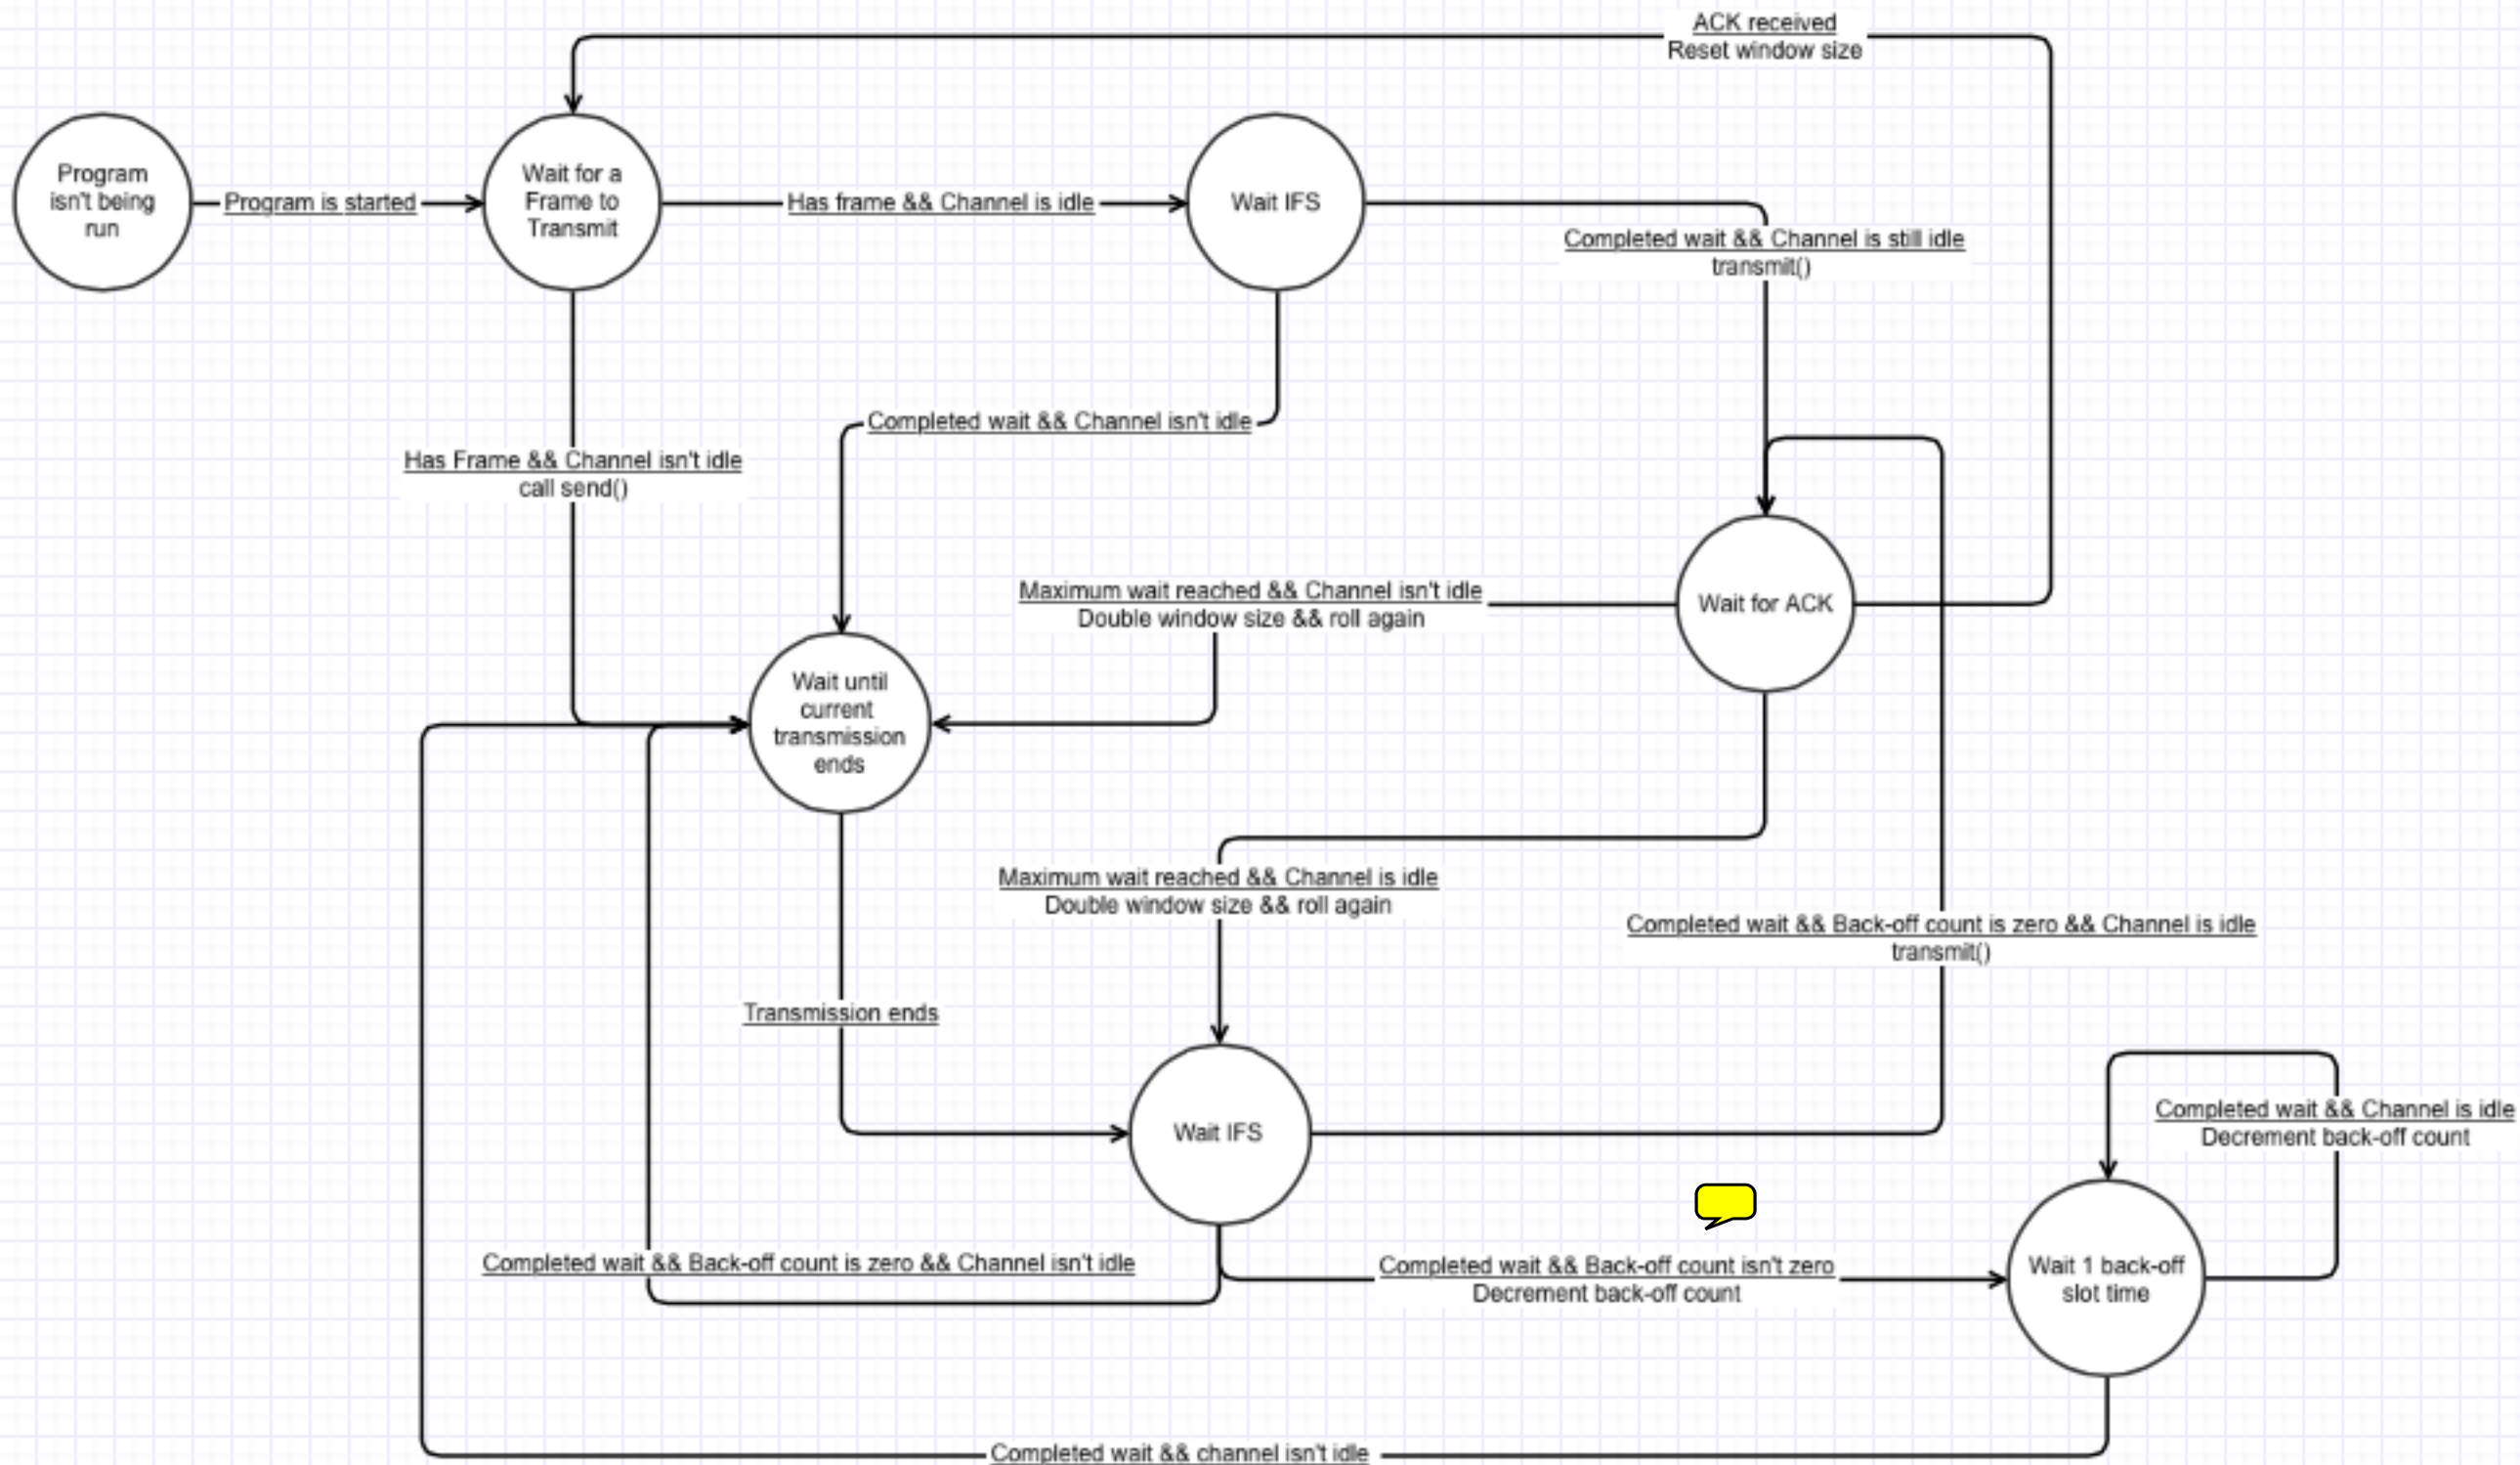 ACK received
Reset window size
Program
isn't being
run
Program is started
Wait for a
Frame to
Transmit
Has frame && Channel is idle
Wait IFS
Completed wait && Channel is still idle
transmit()
Completed wait && Channel isn't idle
Has Frame && Channel isn't idle
call send()
Maximum wait reached && Channel isn't idle
Double window size && roll again
Wait for ACK
Wait until
current
transmission
ends
Maximum wait reached && Channel is idle
Double window size && roll again
Completed wait && Back-off count is zero && Channel is idle
transmit()
Transmission ends
Wait IFS
Completed wait && Channel is idle
Decrement back-off count
Completed wait && Back-off count is zero && Channel isn't idle
Completed wait && Back-off count isn't zero
Decrement back-off count
Wait 1 back-off
slot time
Completed wait && channel isn't idle